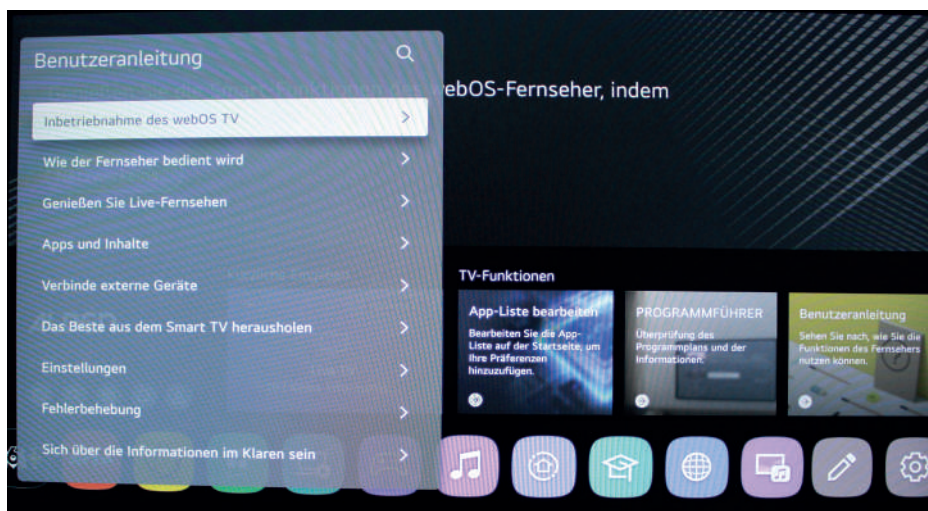 Benutzeranleitung
ebOS-Fernseher, indem
Inbetriebnahme des webOS TV
Wie der Fernseher bedient wird
Genießen Sie Live-Fernsehen
Apps und Inhalte
Verbinde externe Geräte
Das Beste aus dem Smart TV herausholen
Einstellungen
Fehlerbehebung
Sich über die Informationen im Klaren sein
TV-Funktionen
App-Liste bearbeiten
Bearbeiten Sie die App-
Liste auf der Startseite, um
Ihre Präferenzen
hinzuzufügen.
PROGRAMMFÜHRER
Überprüfung des
Programmplans und der
Informationen.
Benutzeranleitung
Sehen Sie nach, wie Sie die
Funktionen des Fernsehers
nutzen können.